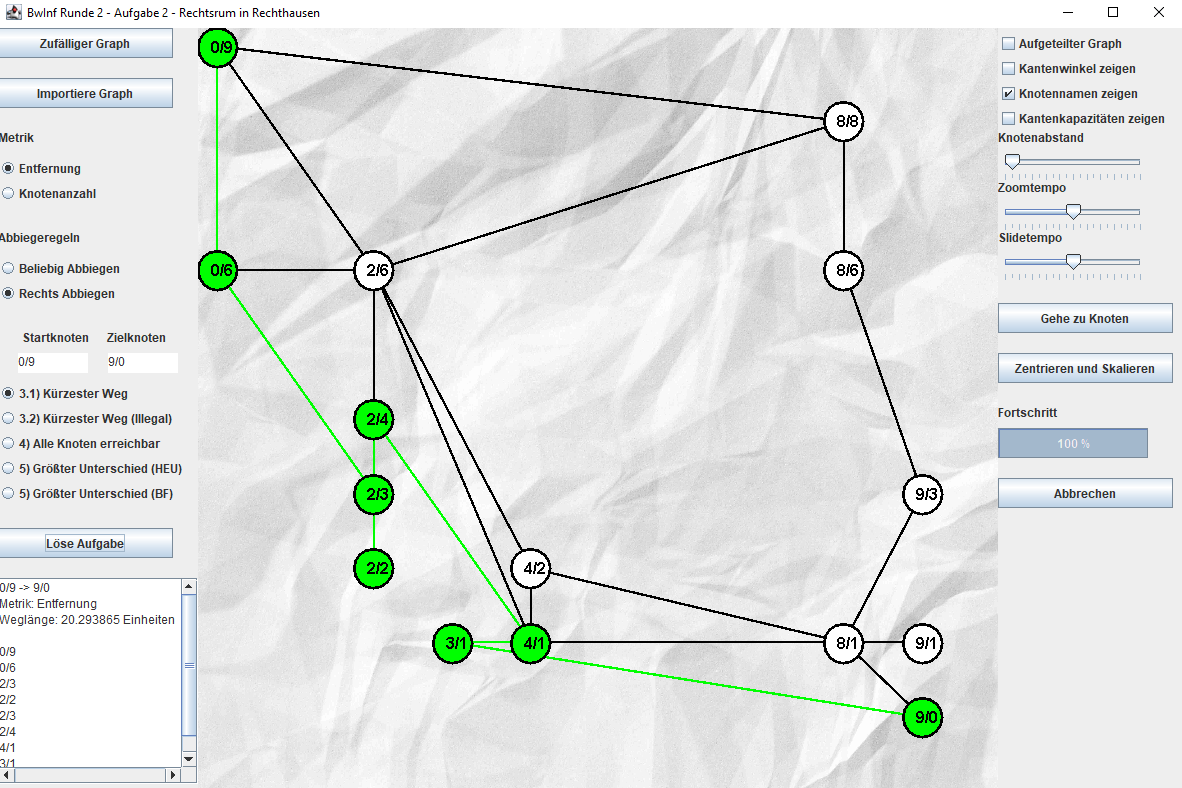 BwInf Runde 2 - Aufgabe 2 - Rechtsrum in Rechthausen
Zufälliger Graph
Importiere Graph
Metrik
Entfernung
Knotenanzahl
Abbiegeregeln
Beliebig Abbiegen
Rechts Abbiegen
Startknoten Zielknoten
0/9 9/0
3.1) Kürzester Weg
3.2) Kürzester Weg (Illegal)
4) Alle Knoten erreichbar
5) Größter Unterschied (HEU)
5) Größter Unterschied (BF)
Löse Aufgabe
0/9 -> 9/0
Metrik: Entfernung
Weglänge: 20.293865 Einheiten
0/9
0/6
2/3
2/2
2/3
2/4
4/1
3/1
0/9
8/8
0/6 2/6 8/6
2/4
2/3 9/3
2/2 4/2
3/1 4/1 8/1 9/1
9/0
Aufgeteilter Graph
Kantenwinkel zeigen
Knotennamen zeigen
Kantenkapazitäten zeigen
Knotenabstand
Zoomtempo
Slidetempo
Gehe zu Knoten
Zentrieren und Skalieren
Fortschritt
100 %
Abbrechen